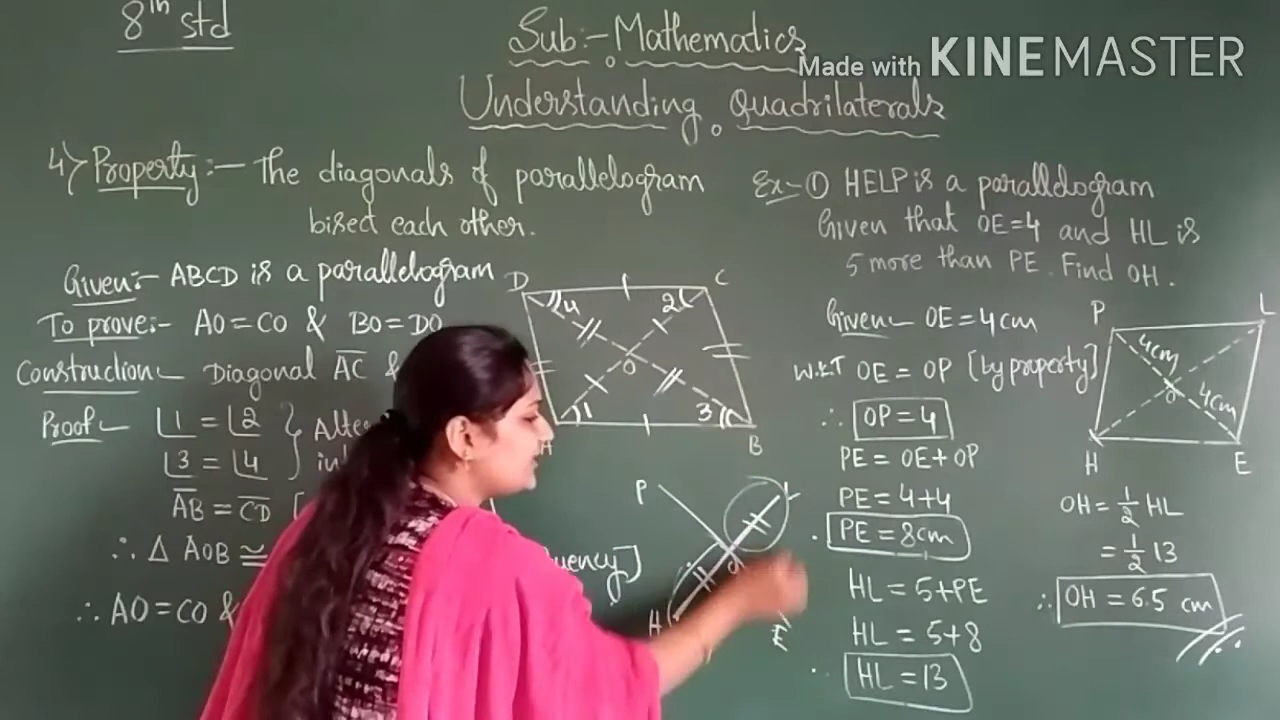 8th std
Sub:- Mathematics
Made with KINEMASTER
Understanding Quadrilaterals
4) Property:- The diagonals of parallelogram
bisect each other.
Given:- ABCD is a parallelogram
To prove:- AO=CO & BO=DO
Construction:- Diagonal AC &
Proof:- ∠1 = ∠2 } Alte
∠3 = ∠4 } in
AB = CD [
∴ Δ AOB ≅
uency]
∴ AO=CO &
D C
4 2
O
1 3
A B
P L
O
H E
Ex:- ① HELP is a parallelogram
Given that OE=4 and HL is
5 more than PE. Find OH.
Given:- OE=4cm
W.K.T OE = OP [by property]
∴ OP=4
PE = OE+OP
PE = 4+4
∴ PE = 8cm
HL = 5+PE
HL = 5+8
∴ HL = 13
P L
4cm
O
4cm
H E
OH = 1/2 HL
= 1/2 13
∴ OH = 6.5 cm